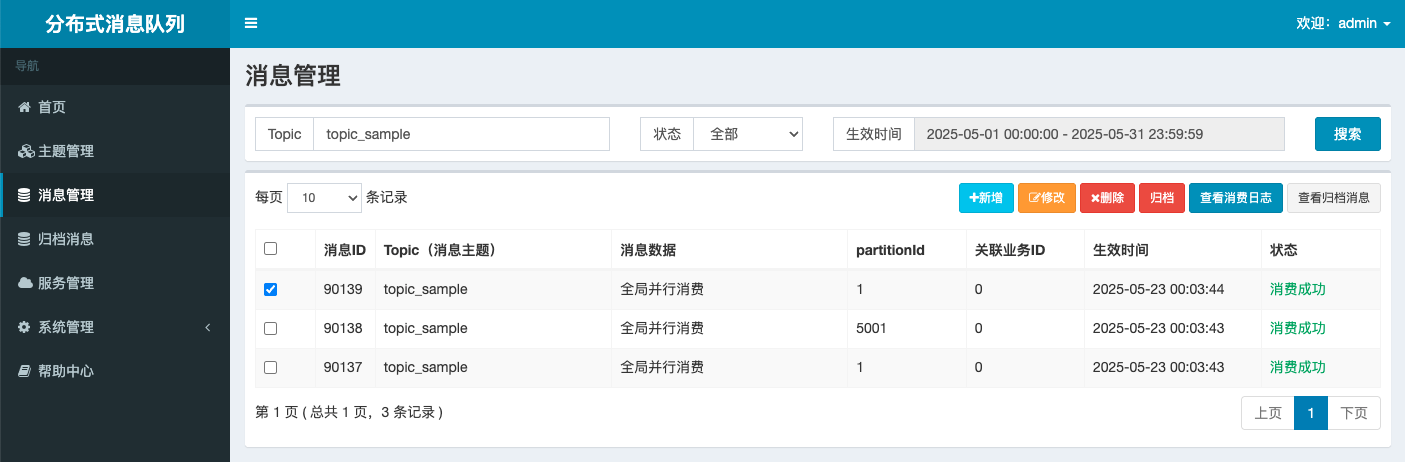 分布式消息队列
欢迎：admin
导航
首页
主题管理
消息管理
归档消息
服务管理
系统管理
帮助中心
消息管理
Topic topic_sample 状态 全部 生效时间 2025-05-01 00:00:00 - 2025-05-31 23:59:59 搜索
每页 10 条记录 新增 修改 删除 归档 查看消费日志 查看归档消息
消息ID Topic（消息主题） 消息数据 partitionId 关联业务ID 生效时间 状态
90139 topic_sample 全局并行消费 1 0 2025-05-23 00:03:44 消费成功
90138 topic_sample 全局并行消费 5001 0 2025-05-23 00:03:43 消费成功
90137 topic_sample 全局并行消费 1 0 2025-05-23 00:03:43 消费成功
第 1 页 ( 总共 1 页，3 条记录 ) 上页 1 下页